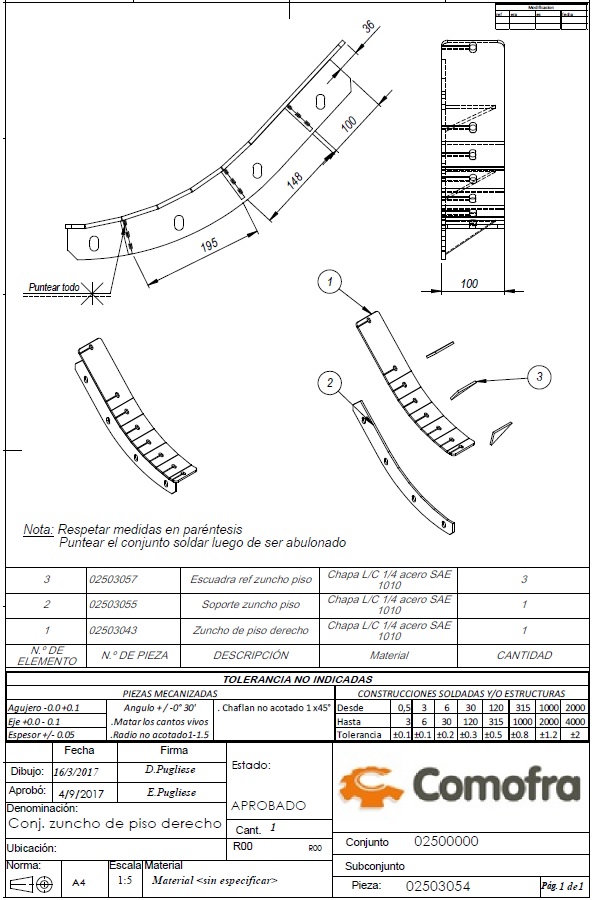 Modificacion
ref
era
es
fecha
36
100
148
195
Puntear todo
100
1
2
3
Nota: Respetar medidas en paréntesis
Puntear el conjunto soldar luego de ser abulonado
3 02503057 Escuadra ref zuncho piso Chapa L/C 1/4 acero SAE 1010 3
2 02503055 Soporte zuncho piso Chapa L/C 1/4 acero SAE 1010 1
1 02503043 Zuncho de piso derecho Chapa L/C 1/4 acero SAE 1010 1
N.º DE ELEMENTO N.º DE PIEZA DESCRIPCIÓN Material CANTIDAD
TOLERANCIA NO INDICADAS
PIEZAS MECANIZADAS CONSTRUCCIONES SOLDADAS Y/O ESTRUCTURAS
Agujero -0.0 +0.1 Angulo + / -0° 30' . Chaflan no acotado 1 x45° Desde 0,5 3 6 30 120 315 1000 2000
Eje +0.0 - 0.1 .Matar los cantos vivos Hasta 3 6 30 120 315 1000 2000 4000
Espesor +/- 0.05 .Radio no acotado1-1.5 Tolerancia ±0.1 ±0.1 ±0.2 ±0.3 ±0.5 ±0.8 ±1.2 ±2
Fecha Firma
Dibujo: 16/3/2017 D.Pugliese
Aprobó: 4/9/2017 E.Pugliese
Estado:
APROBADO
Denominación:
Conj. zuncho de piso derecho
Cant. 1
Ubicación:
R00 R00
Norma:
A4
Escala
1:5
Material
Material <sin especificar>
Comofra
Conjunto 02500000
Subconjunto
Pieza: 02503054
Pág. 1 de1